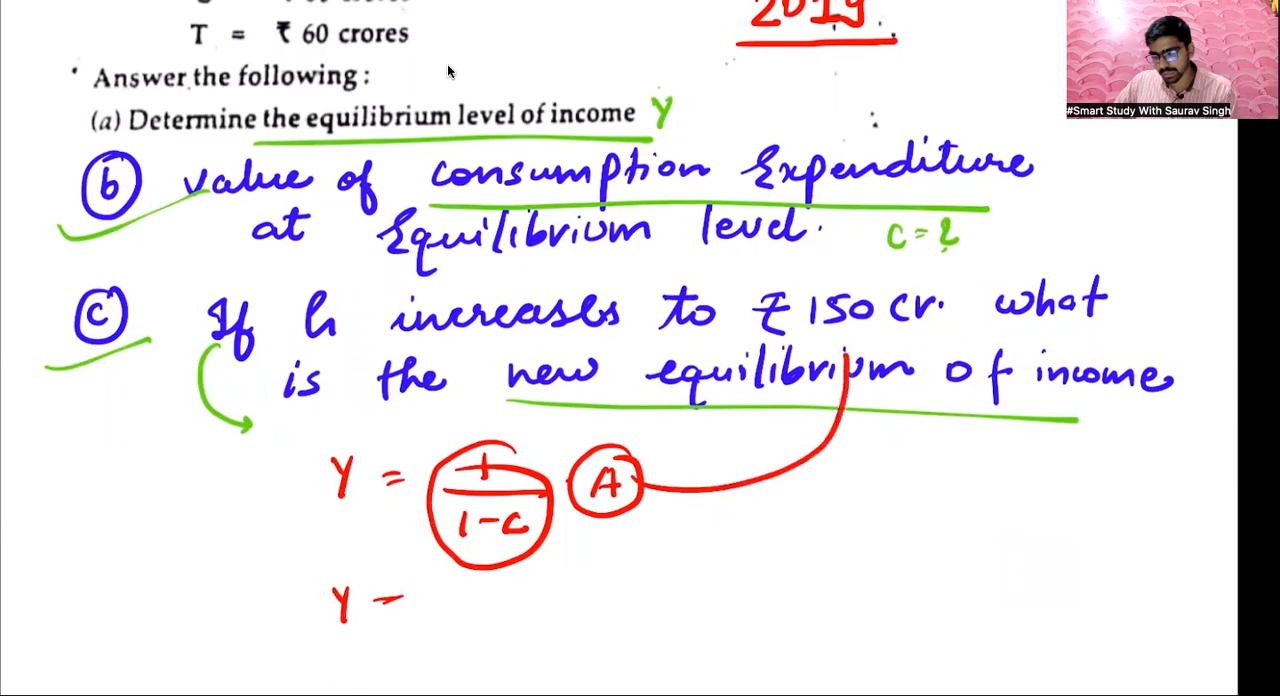 2019
T = ₹ 60 crores
Answer the following :
(a) Determine the equilibrium level of income Y
#Smart Study With Saurav Singh
(b) value of consumption Expenditure
at Equilibrium level. C = ?
(c) If G increases to ₹ 150 cr. what
is the new equilibrium of income
Y = 1/1-c · A
Y =